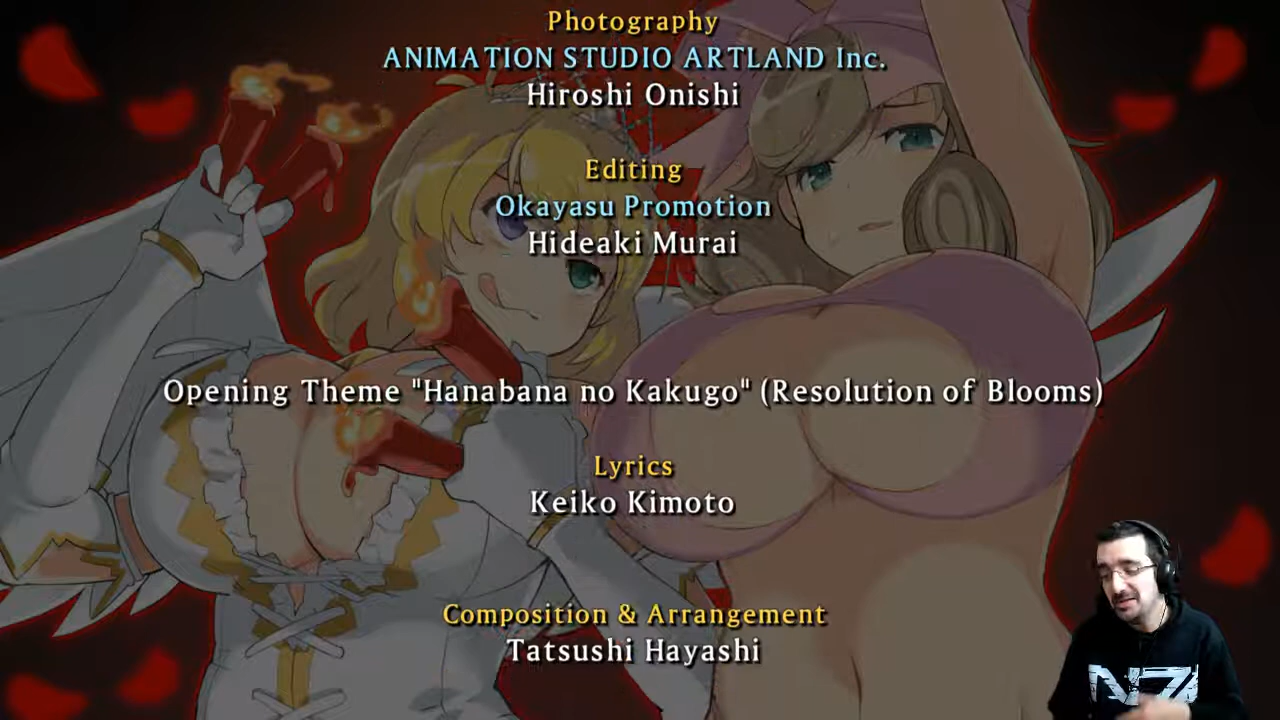 Photography
ANIMATION STUDIO ARTLAND Inc.
Hiroshi Onishi
Editing
Okayasu Promotion
Hideaki Murai
Opening Theme "Hanabana no Kakugo" (Resolution of Blooms)
Lyrics
Keiko Kimoto
Composition & Arrangement
Tatsushi Hayashi
N7